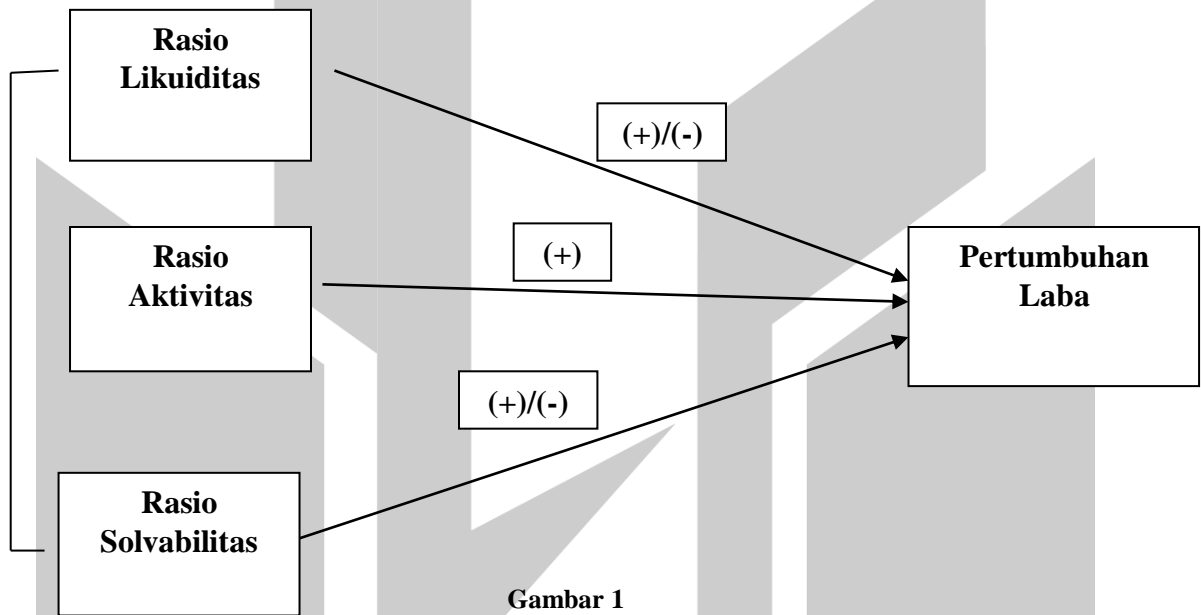 Rasio
Likuiditas
(+)/(-)
Rasio
Aktivitas
(+)
Pertumbuhan
Laba
(+)/(-)
Rasio
Solvabilitas
Gambar 1